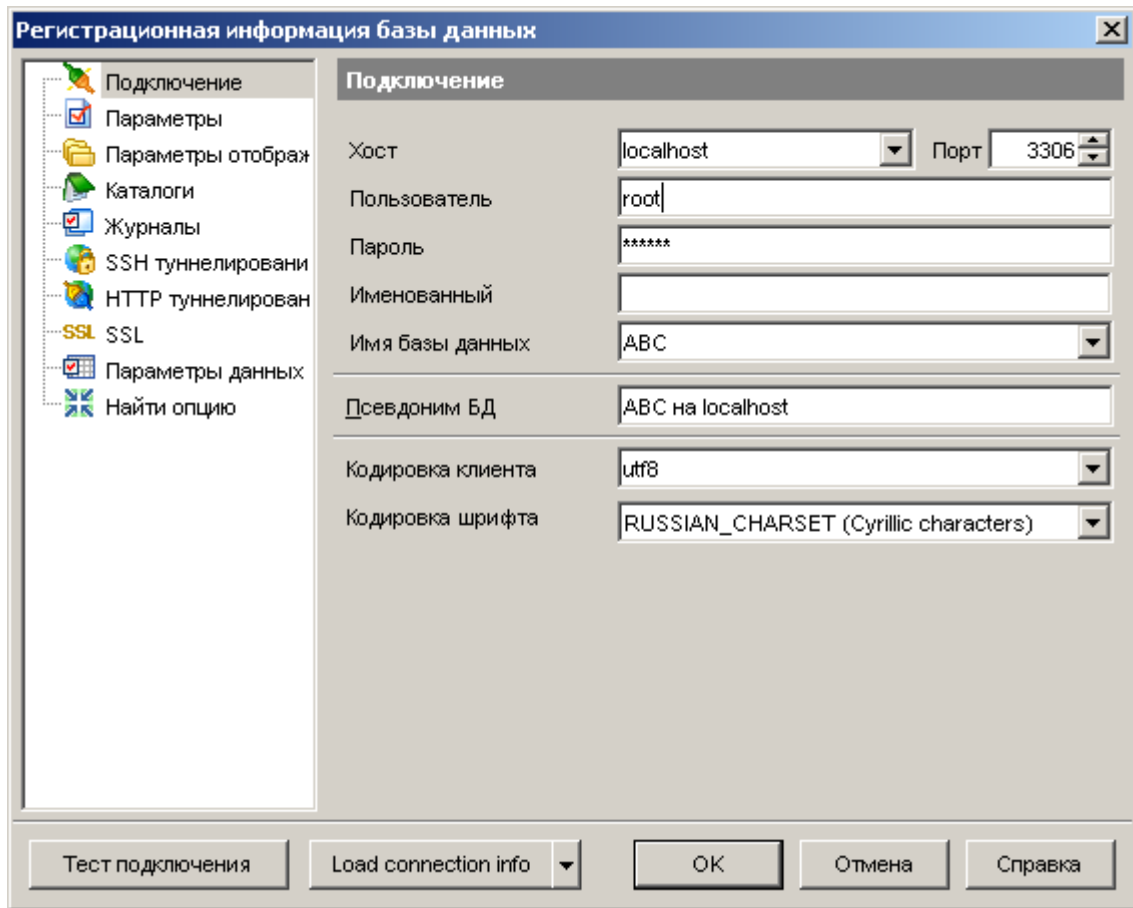 Регистрационная информация базы данных
Подключение
Параметры
Параметры отображ
Каталоги
Журналы
SSH туннелировани
HTTP туннелирован
SSL SSL
Параметры данных
Найти опцию
Подключение
Хост localhost Порт 3306
Пользователь root
Пароль ******
Именованный
Имя базы данных ABC
Псевдоним БД ABC на localhost
Кодировка клиента utf8
Кодировка шрифта RUSSIAN_CHARSET (Cyrillic characters)
Тест подключения Load connection info OK Отмена Справка